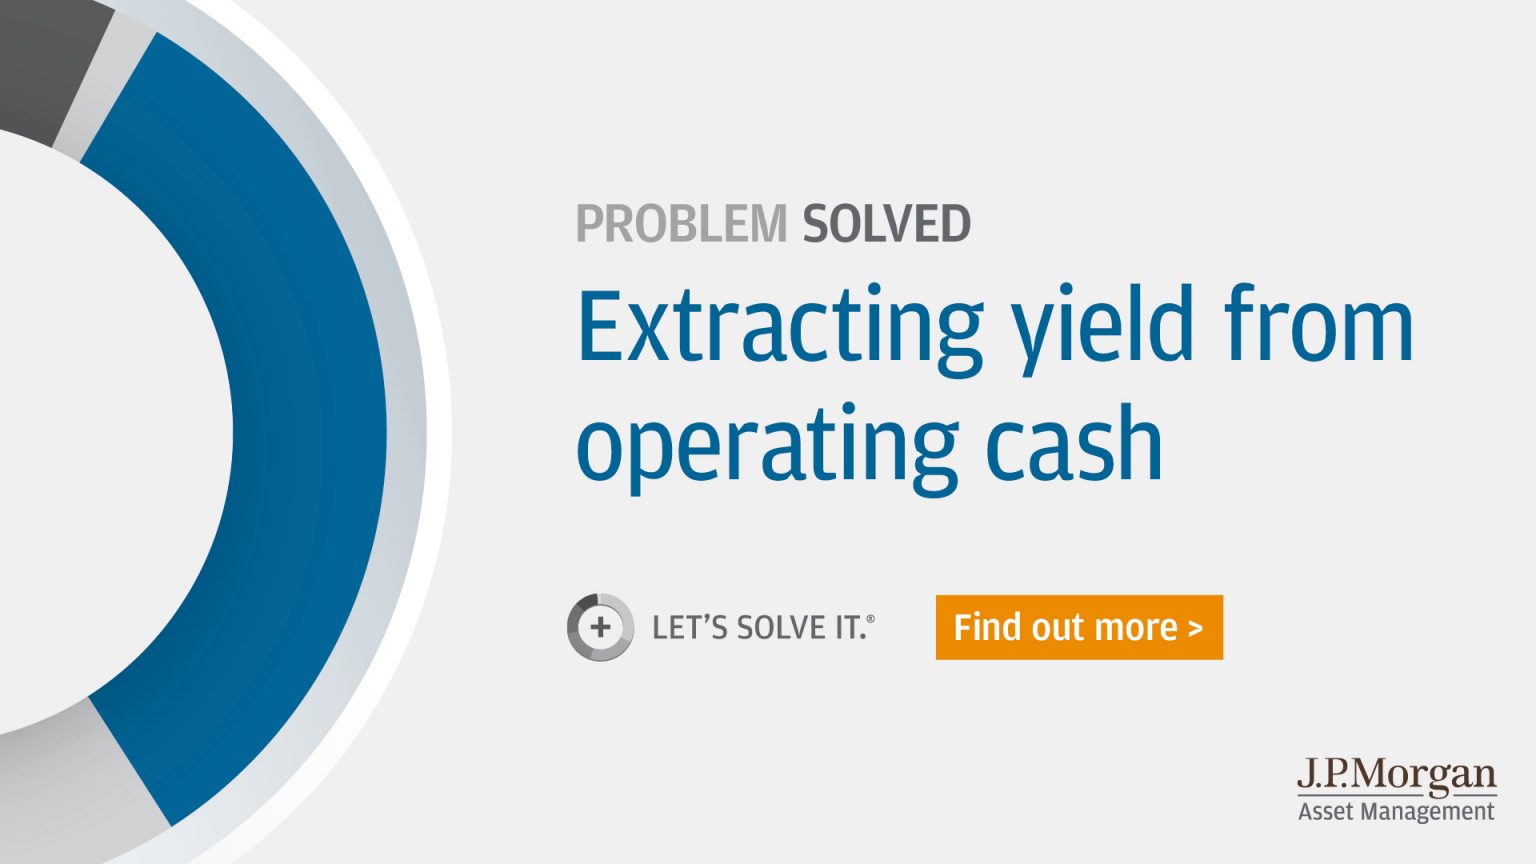 PROBLEM SOLVED
Extracting yield from
operating cash
LET’S SOLVE IT.®
Find out more >
J.P.Morgan
Asset Management